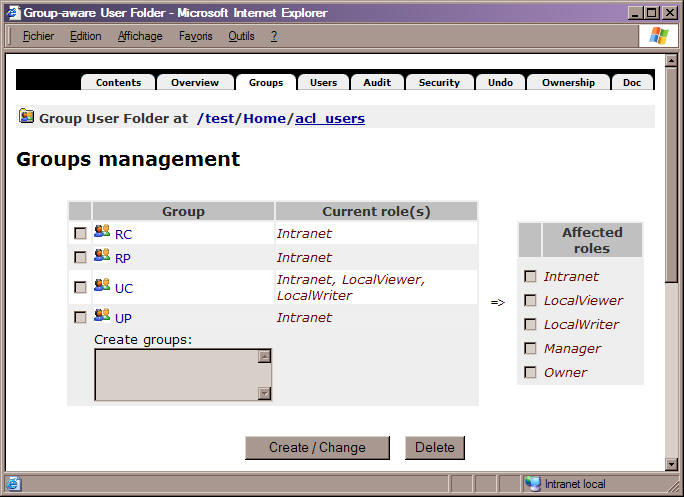 Group-aware User Folder - Microsoft Internet Explorer
Fichier Edition Affichage Favoris Outils ?
Contents Overview Groups Users Audit Security Undo Ownership Doc
Group User Folder at /test/Home/acl_users
Groups management
Group Current role(s)
RC Intranet
RP Intranet
UC Intranet, LocalViewer,
LocalWriter
UP Intranet
Create groups:
=>
Affected
roles
Intranet
LocalViewer
LocalWriter
Manager
Owner
Create / Change Delete
Intranet local